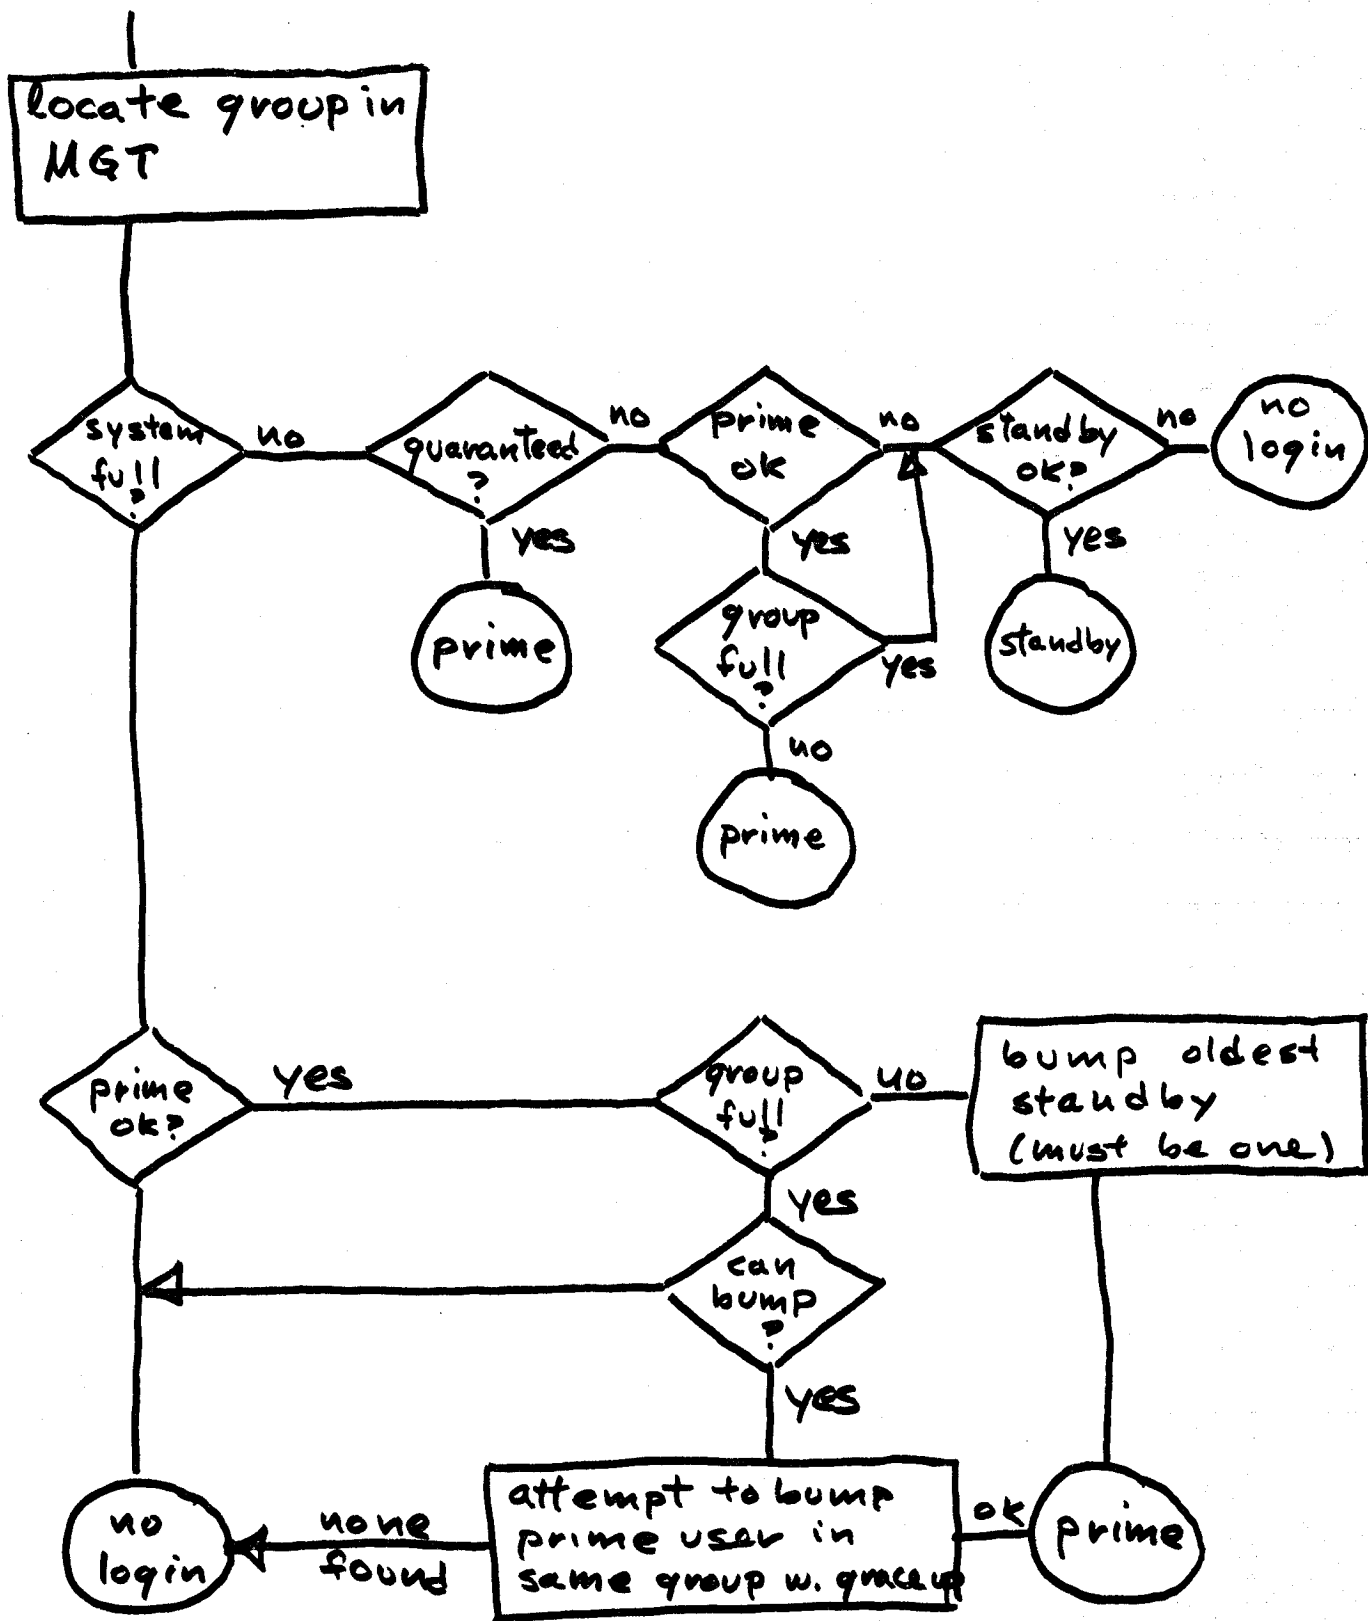 locate group in
MGT
system
full
?
no
guaranteed
?
no
prime
ok
no
standby
ok?
no
no
login
yes
prime
yes
group
full
?
yes
no
prime
yes
standby
prime
ok?
yes
group
full
?
no
bump oldest
standby
(must be one)
yes
can
bump
?
yes
attempt to bump
prime user in
same group w. grace up
none
found
no
login
ok
prime